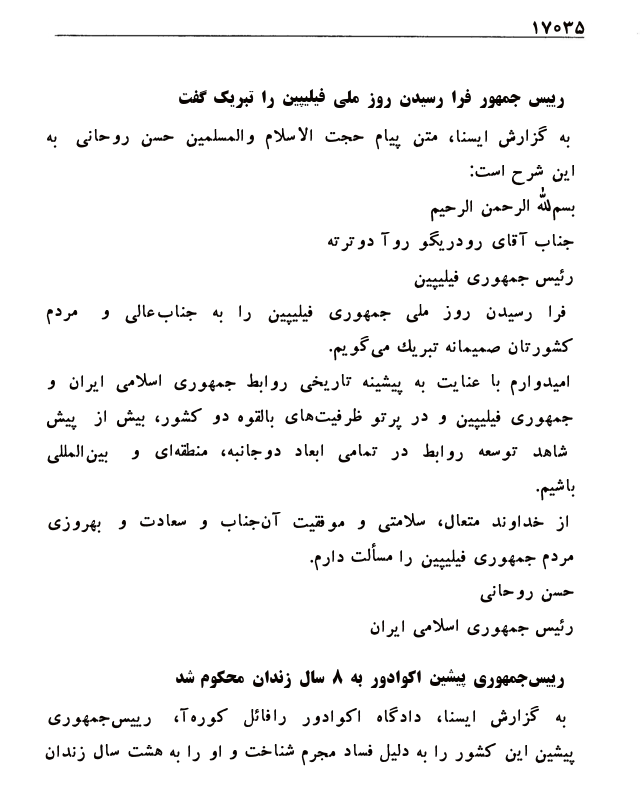 ۱۷۰۳۵
رییس جمهور فرا رسیدن روز ملی فیلیپین را تبریک گفت
به گزارش ایسنا، متن پیام حجت الاسلام والمسلمین حسن روحانی به
این شرح است:
بسم‌الله الرحمن الرحیم
جناب آقای رودریگو روآ دوترته
رئیس جمهوری فیلیپین
فرا رسیدن روز ملی جمهوری فیلیپین را به جناب‌عالی و مردم
کشورتان صمیمانه تبریك می‌گویم.
امیدوارم با عنایت به پیشینه تاریخی روابط جمهوری اسلامی ایران و
جمهوری فیلیپین و در پرتو ظرفیت‌های بالقوه دو کشور، بیش از پیش
شاهد توسعه روابط در تمامی ابعاد دوجانبه، منطقه‌ای و بین‌المللی
باشیم.
از خداوند متعال، سلامتی و موفقیت آن‌جناب و سعادت و بهروزی
مردم جمهوری فیلیپین را مسألت دارم.
حسن روحانی
رئیس جمهوری اسلامی ایران
رییس‌جمهوری پیشین اکوادور به ۸ سال زندان محکوم شد
به گزارش ایسنا، دادگاه اکوادور رافائل کوره‌آ، رییس‌جمهوری
پیشین این کشور را به دلیل فساد مجرم شناخت و او را به هشت سال زندان